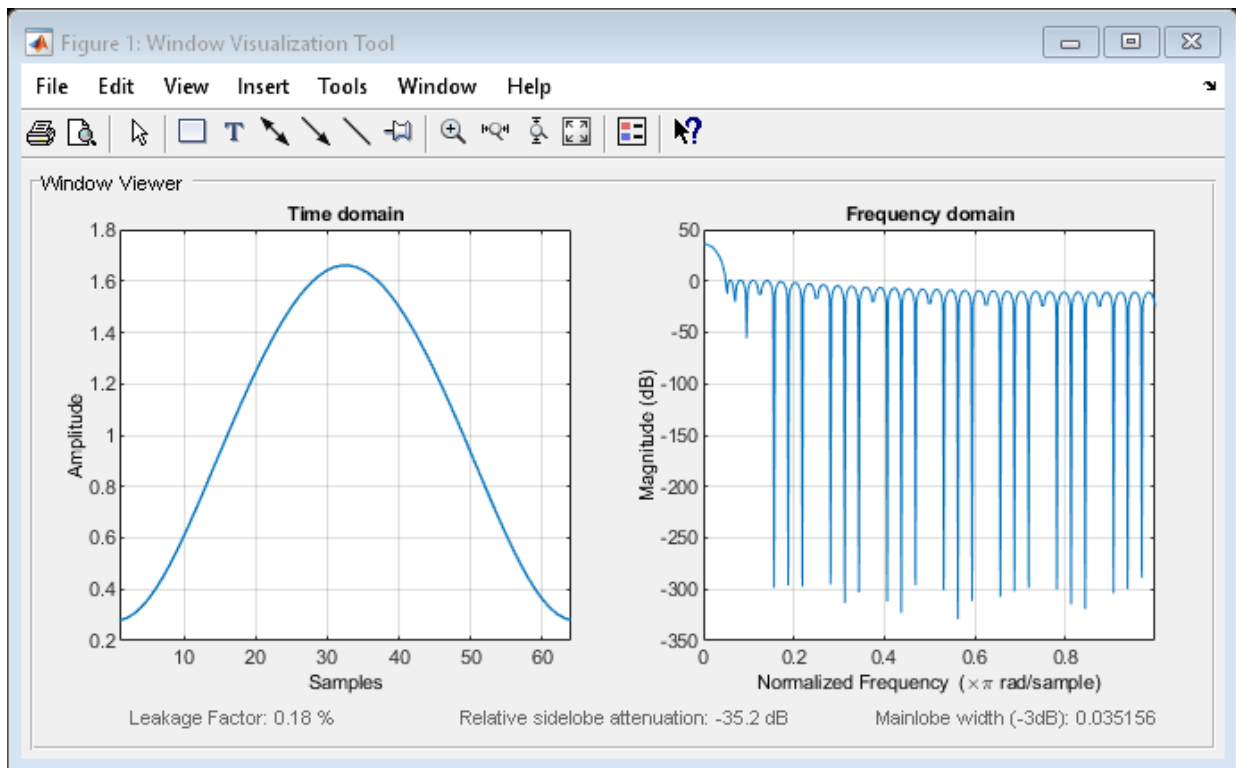 Figure 1: Window Visualization Tool
File Edit View Insert Tools Window Help
T
Window Viewer
Time domain
1.8
1.6
1.4
1.2
1
0.8
0.6
0.4
0.2
Amplitude
10 20 30 40 50 60
Samples
Frequency domain
50
0
-50
-100
-150
-200
-250
-300
-350
Magnitude (dB)
0 0.2 0.4 0.6 0.8
Normalized Frequency (×π rad/sample)
Leakage Factor: 0.18 % Relative sidelobe attenuation: -35.2 dB Mainlobe width (-3dB): 0.035156